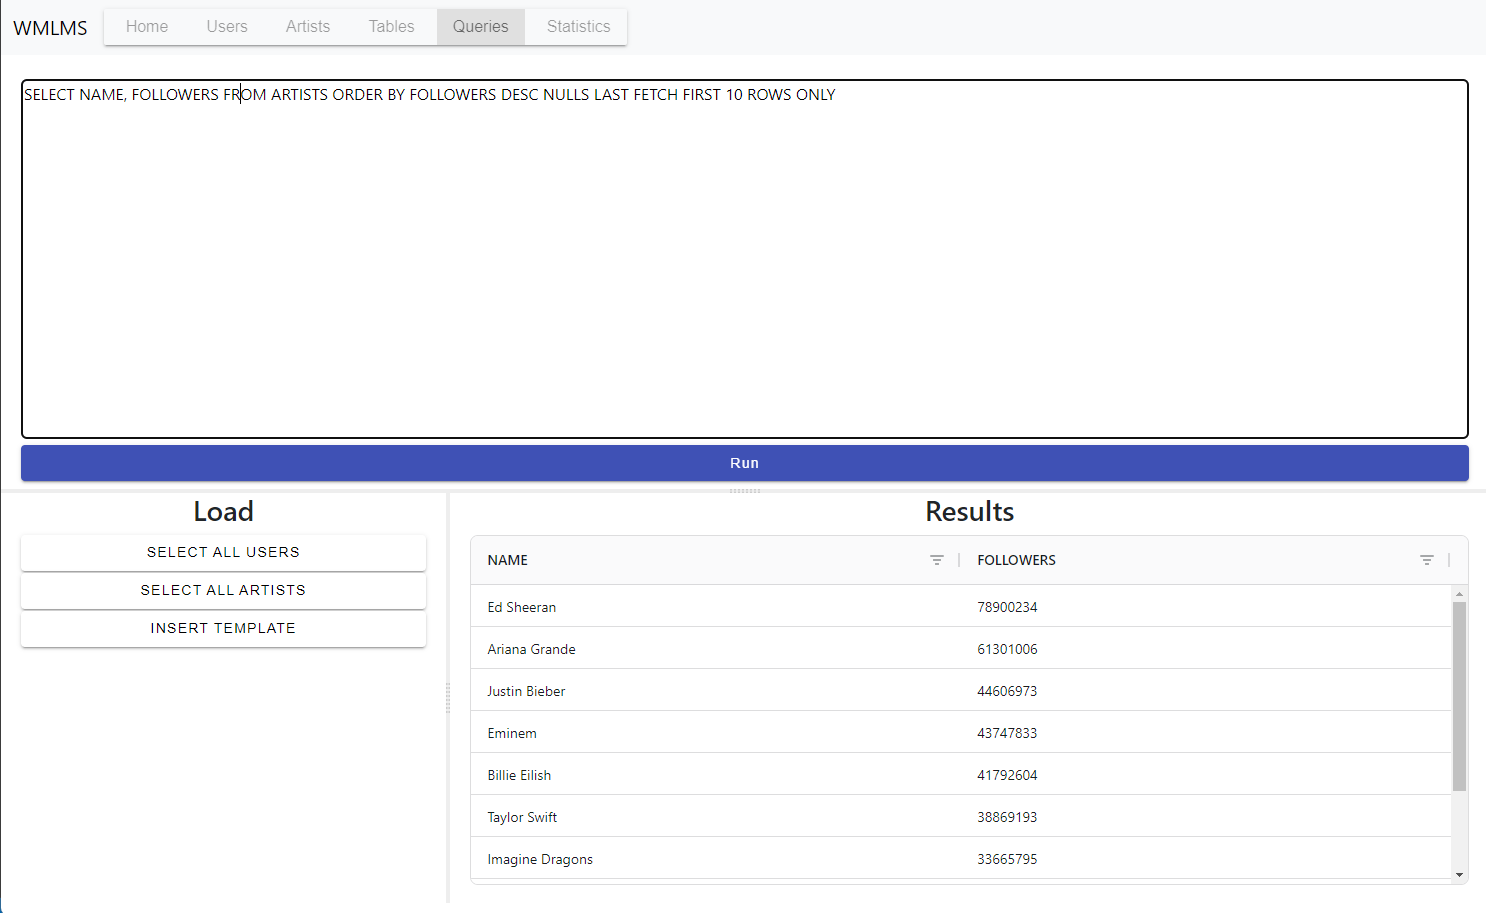 WMLMS Home Users Artists Tables Queries Statistics
SELECT NAME, FOLLOWERS FROM ARTISTS ORDER BY FOLLOWERS DESC NULLS LAST FETCH FIRST 10 ROWS ONLY
Run
Load
SELECT ALL USERS
SELECT ALL ARTISTS
INSERT TEMPLATE
Results
NAME FOLLOWERS
Ed Sheeran 78900234
Ariana Grande 61301006
Justin Bieber 44606973
Eminem 43747833
Billie Eilish 41792604
Taylor Swift 38869193
Imagine Dragons 33665795